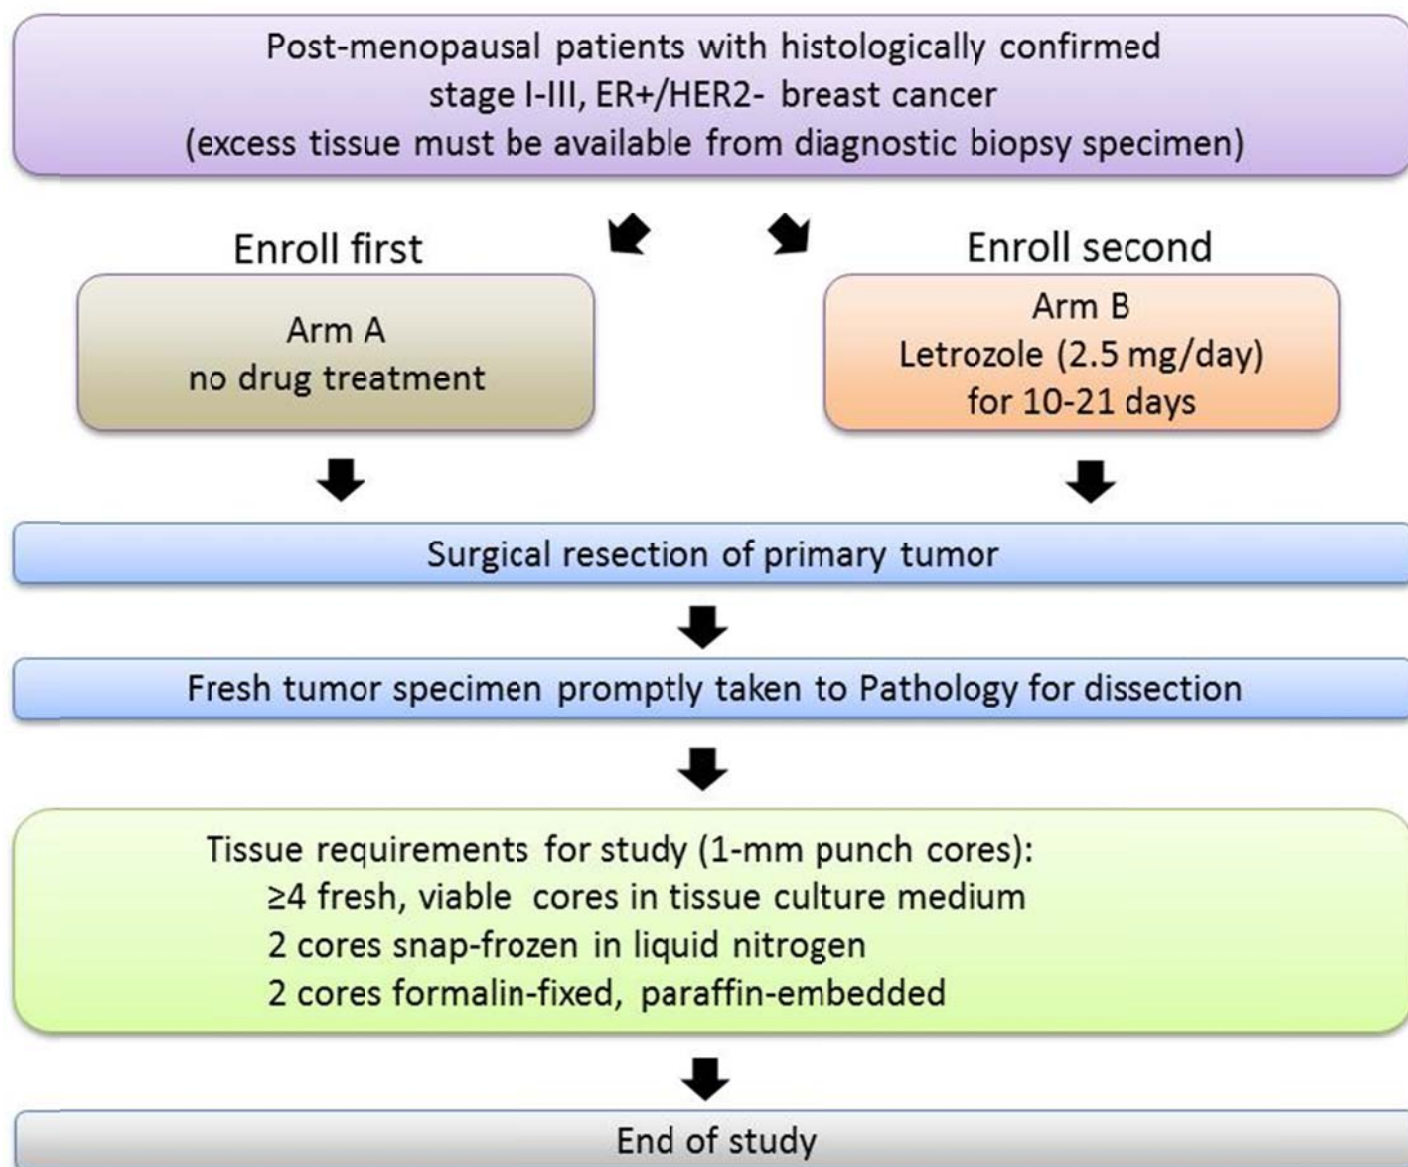 Post-menopausal patients with histologically confirmed
stage I-III, ER+/HER2- breast cancer
(excess tissue must be available from diagnostic biopsy specimen)
Enroll first
Arm A
no drug treatment
Enroll second
Arm B
Letrozole (2.5 mg/day)
for 10-21 days
Surgical resection of primary tumor
Fresh tumor specimen promptly taken to Pathology for dissection
Tissue requirements for study (1-mm punch cores):
≥4 fresh, viable cores in tissue culture medium
2 cores snap-frozen in liquid nitrogen
2 cores formalin-fixed, paraffin-embedded
End of study